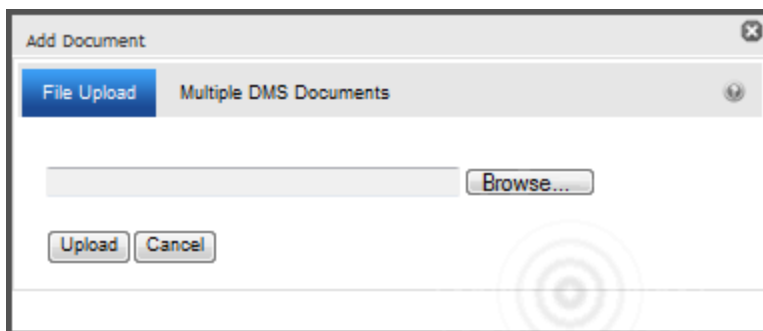 Add Document
File Upload Multiple DMS Documents
Browse...
Upload Cancel